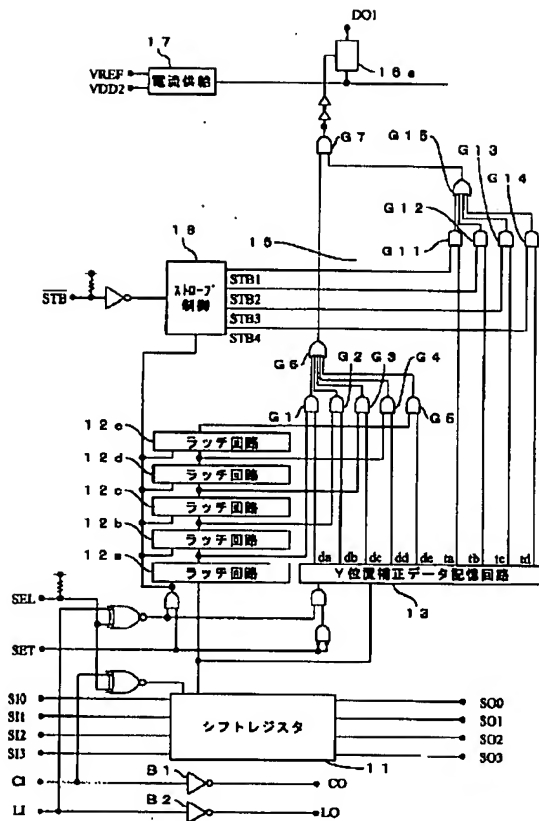 DO1
17
VREF
VDD2
電流供給
16a
G7
G15
G13
G12
G14
18
15
G11
STB
ストローブ
制御
STB1
STB2
STB3
STB4
G6
G2
G3
G4
G1
G5
12e
ラッチ回路
12d
ラッチ回路
12c
ラッチ回路
12b
ラッチ回路
12a
ラッチ回路
da
db
dc
dd
de
ta
tb
tc
td
Y位置補正データ記憶回路
13
SEL
SET
SI0
SI1
SI2
SI3
シフトレジスタ
SO0
SO1
SO2
SO3
11
CI
B1
CO
LI
B2
LO